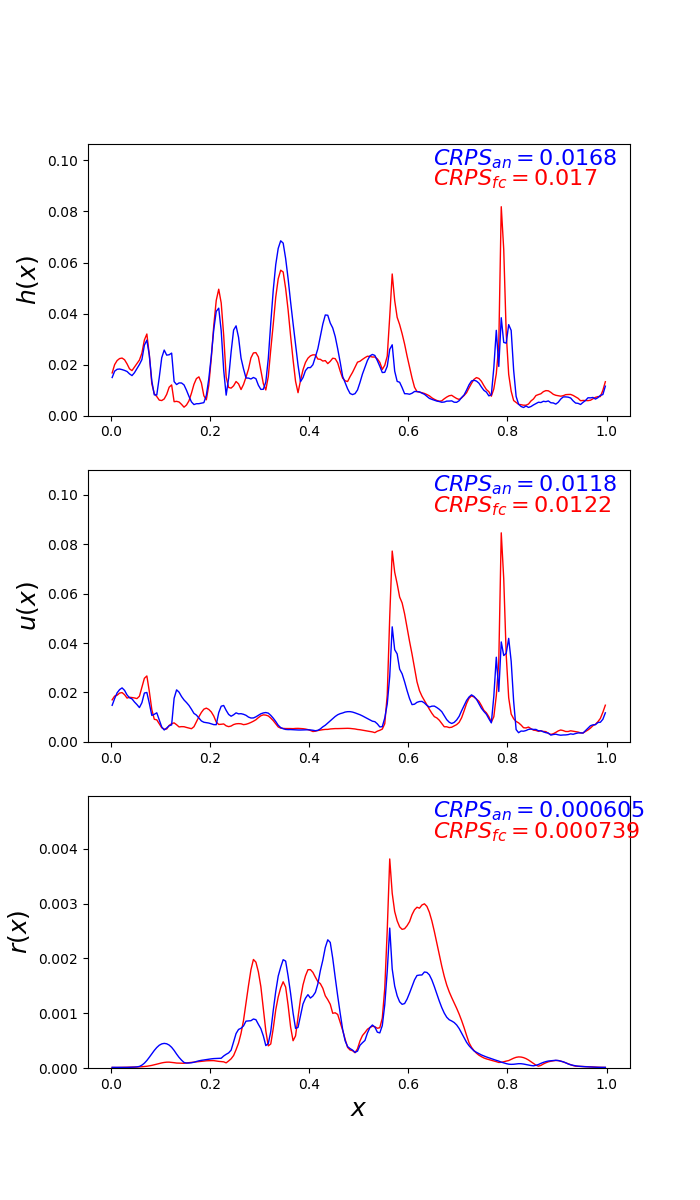 CRPS_an = 0.0168
CRPS_fc = 0.017
0.10
0.08
0.06
0.04
0.02
0.00
h(x)
0.0 0.2 0.4 0.6 0.8 1.0
CRPS_an = 0.0118
CRPS_fc = 0.0122
0.10
0.08
0.06
0.04
0.02
0.00
u(x)
0.0 0.2 0.4 0.6 0.8 1.0
CRPS_an = 0.000605
CRPS_fc = 0.000739
0.004
0.003
0.002
0.001
0.000
r(x)
0.0 0.2 0.4 0.6 0.8 1.0
x